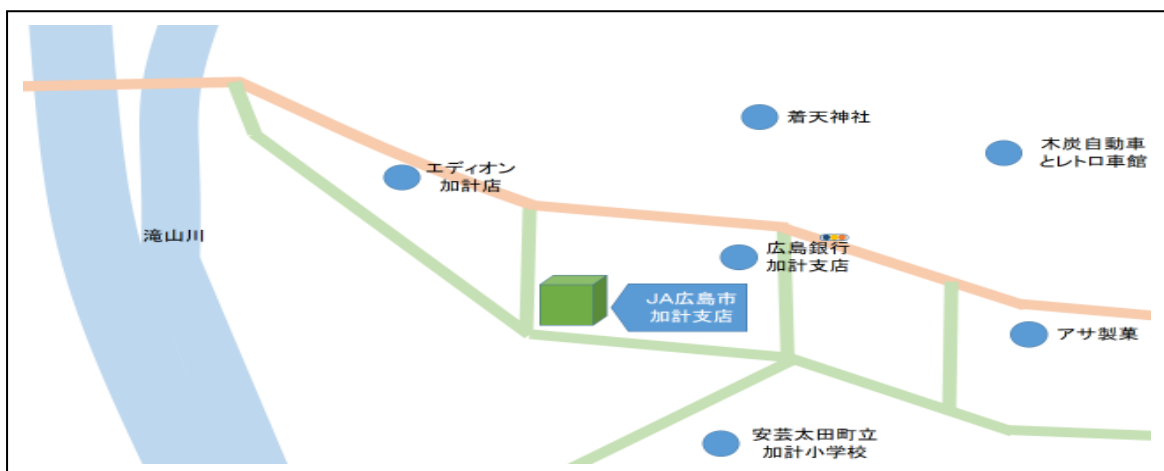 着天神社
木炭自動車
とレトロ車館
エディオン
加計店
滝山川
広島銀行
加計支店
JA広島市
加計支店
アサ製菓
安芸太田町立
加計小学校